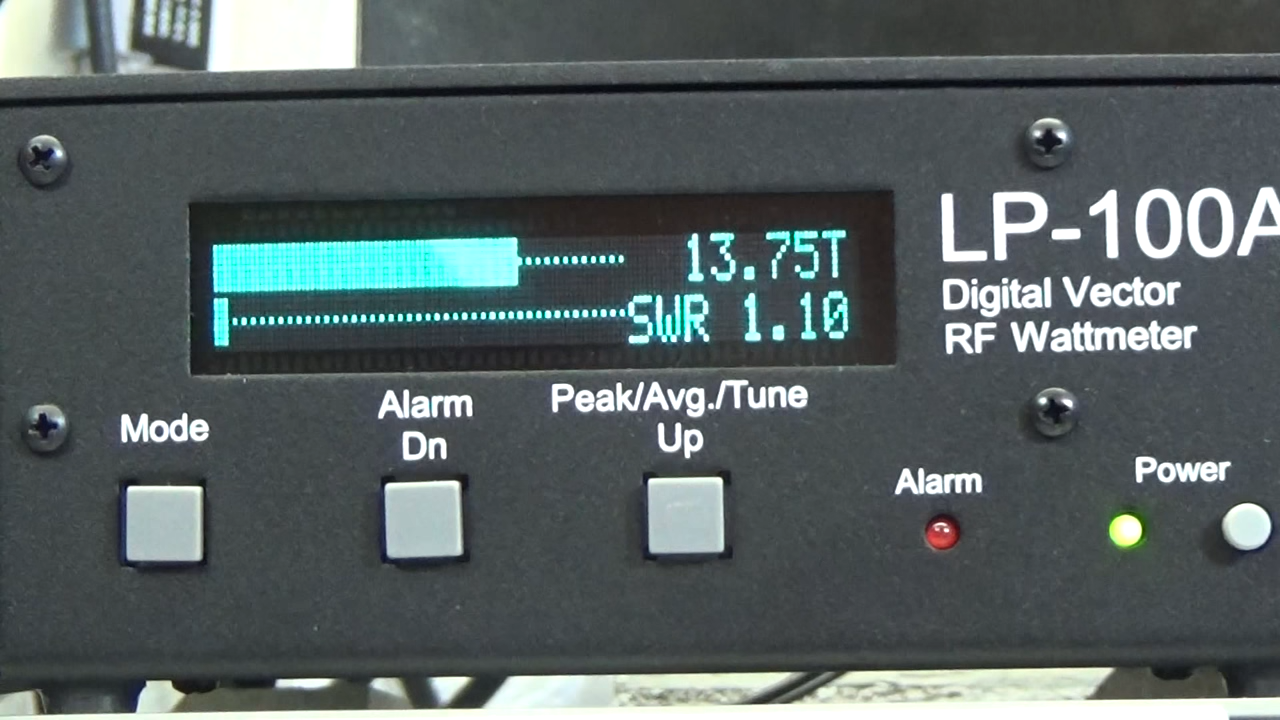 13.75T
SWR 1.10
LP-100A
Digital Vector
RF Wattmeter
Mode
Alarm
Dn
Peak/Avg./Tune
Up
Alarm
Power